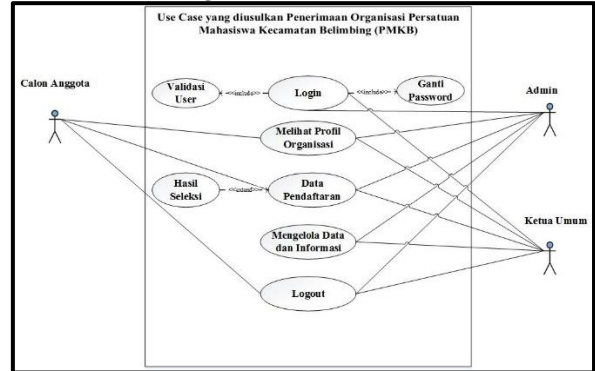 Use Case yang diusulkan Penerimaan Organisasi Persatuan
Mahasiswa Kecamatan Belimbing (PMKB)
Calon Anggota
Validasi
User
<<include>>
Login
<<include>>
Ganti
Password
Admin
Melihat Profil
Organisasi
Hasil
Seleksi
<<extend>>
Data
Pendaftaran
Ketua Umum
Mengelola Data
dan Informasi
Logout